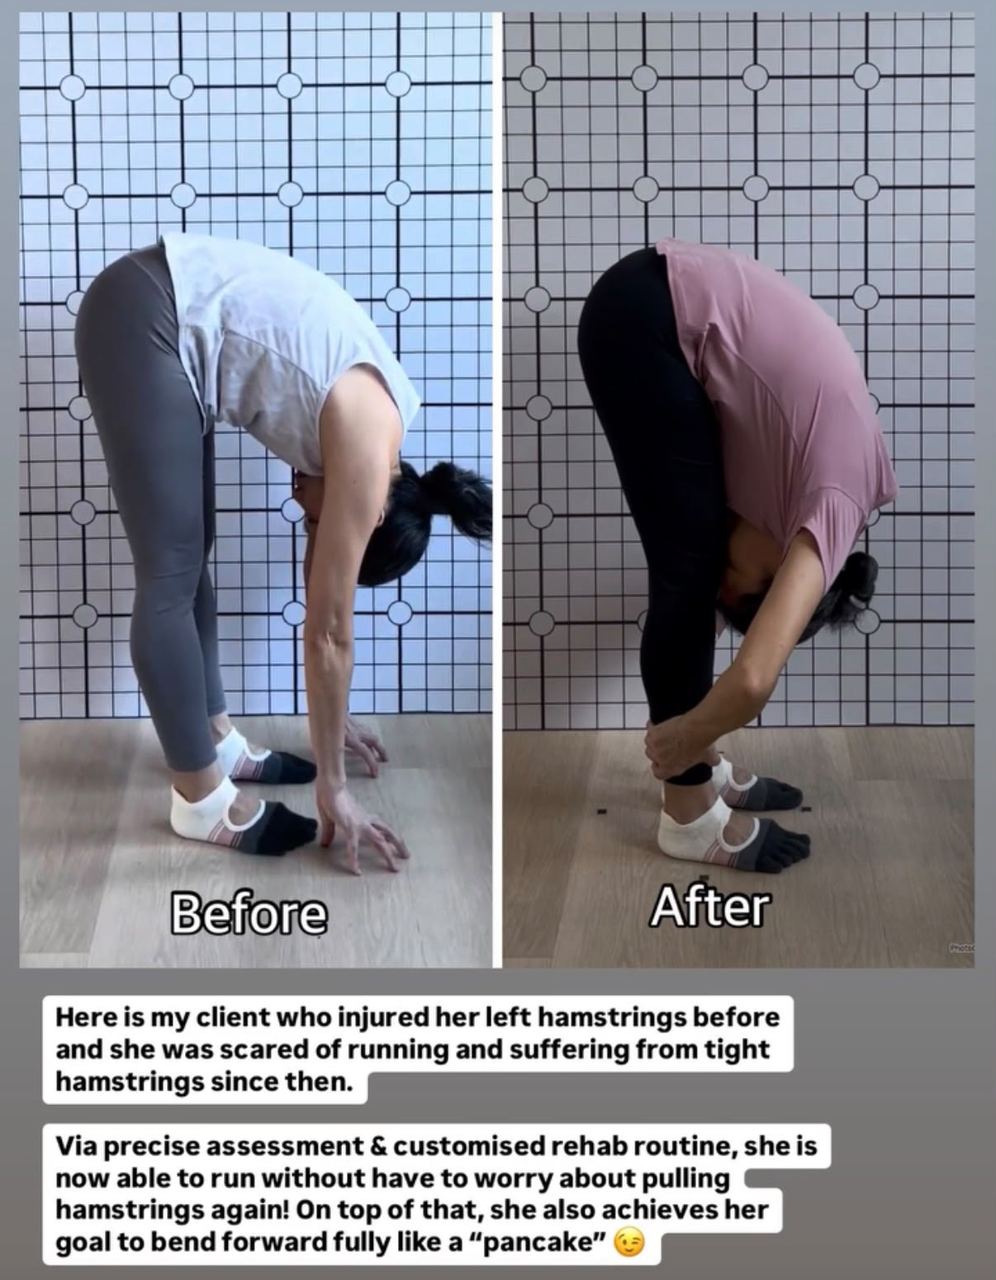 Before
After
Photo
Here is my client who injured her left hamstrings before
and she was scared of running and suffering from tight
hamstrings since then.
Via precise assessment & customised rehab routine, she is
now able to run without have to worry about pulling
hamstrings again! On top of that, she also achieves her
goal to bend forward fully like a “pancake” 😉